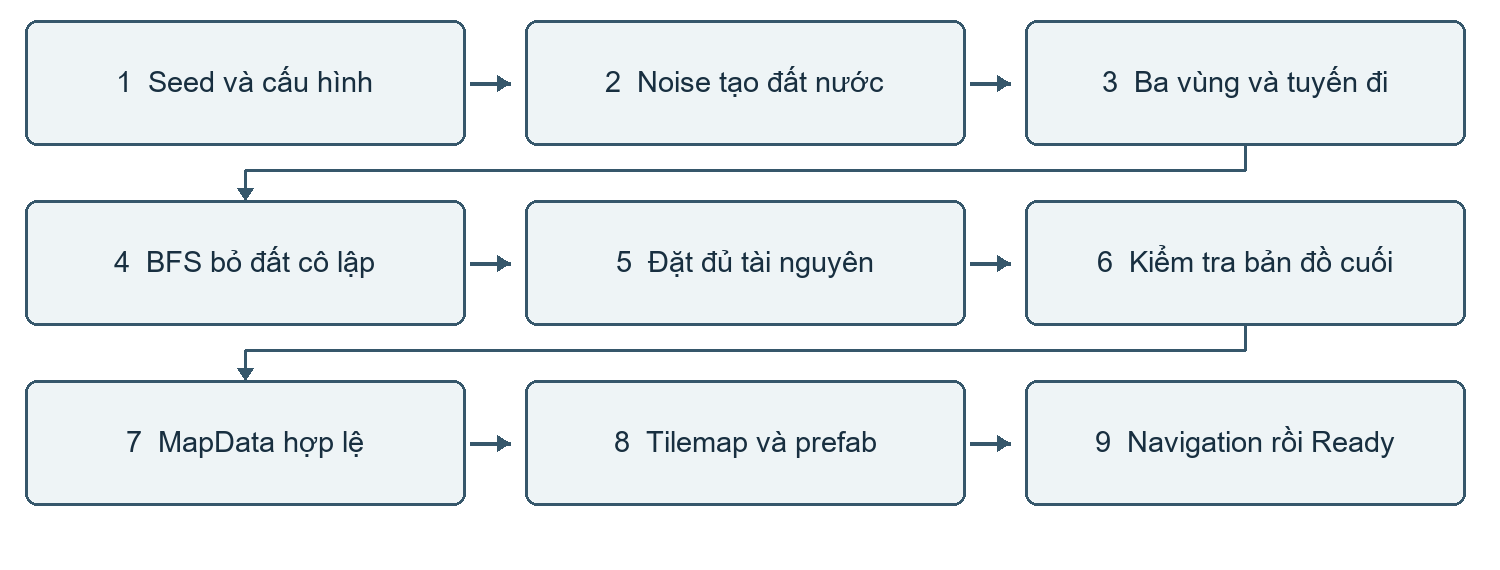 1 Seed và cấu hình
2 Noise tạo đất nước
3 Ba vùng và tuyến đi
4 BFS bỏ đất cô lập
5 Đặt đủ tài nguyên
6 Kiểm tra bản đồ cuối
7 MapData hợp lệ
8 Tilemap và prefab
9 Navigation rồi Ready